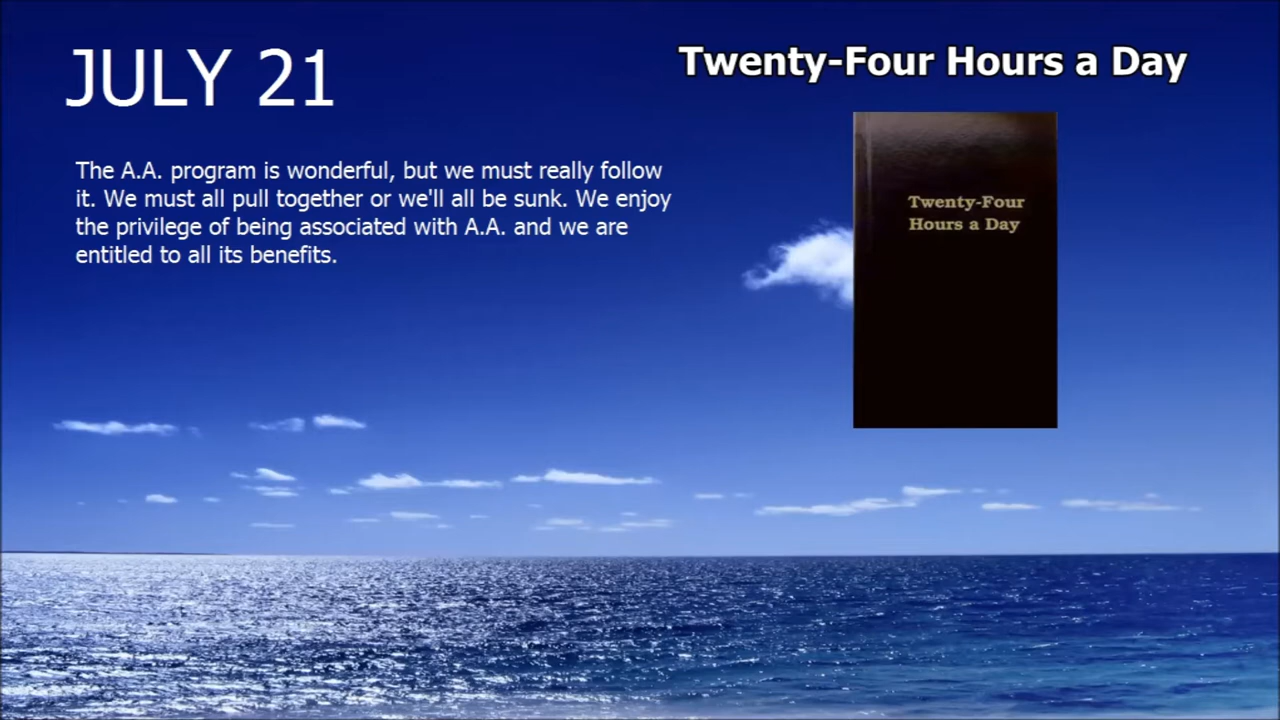 JULY 21
Twenty-Four Hours a Day
The A.A. program is wonderful, but we must really follow
it. We must all pull together or we'll all be sunk. We enjoy
the privilege of being associated with A.A. and we are
entitled to all its benefits.
Twenty-Four
Hours a Day